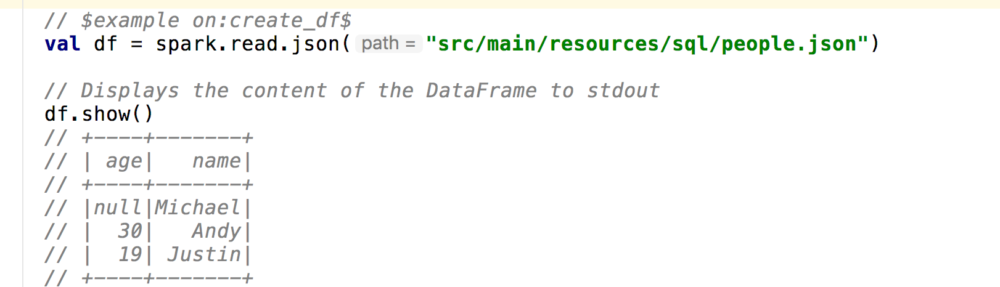 // $example on:create_df$
val df = spark.read.json( path = "src/main/resources/sql/people.json")
// Displays the content of the DataFrame to stdout
df.show()
// +----+-------+
// | age|   name|
// +----+-------+
// |null|Michael|
// |  30|   Andy|
// |  19| Justin|
// +----+-------+